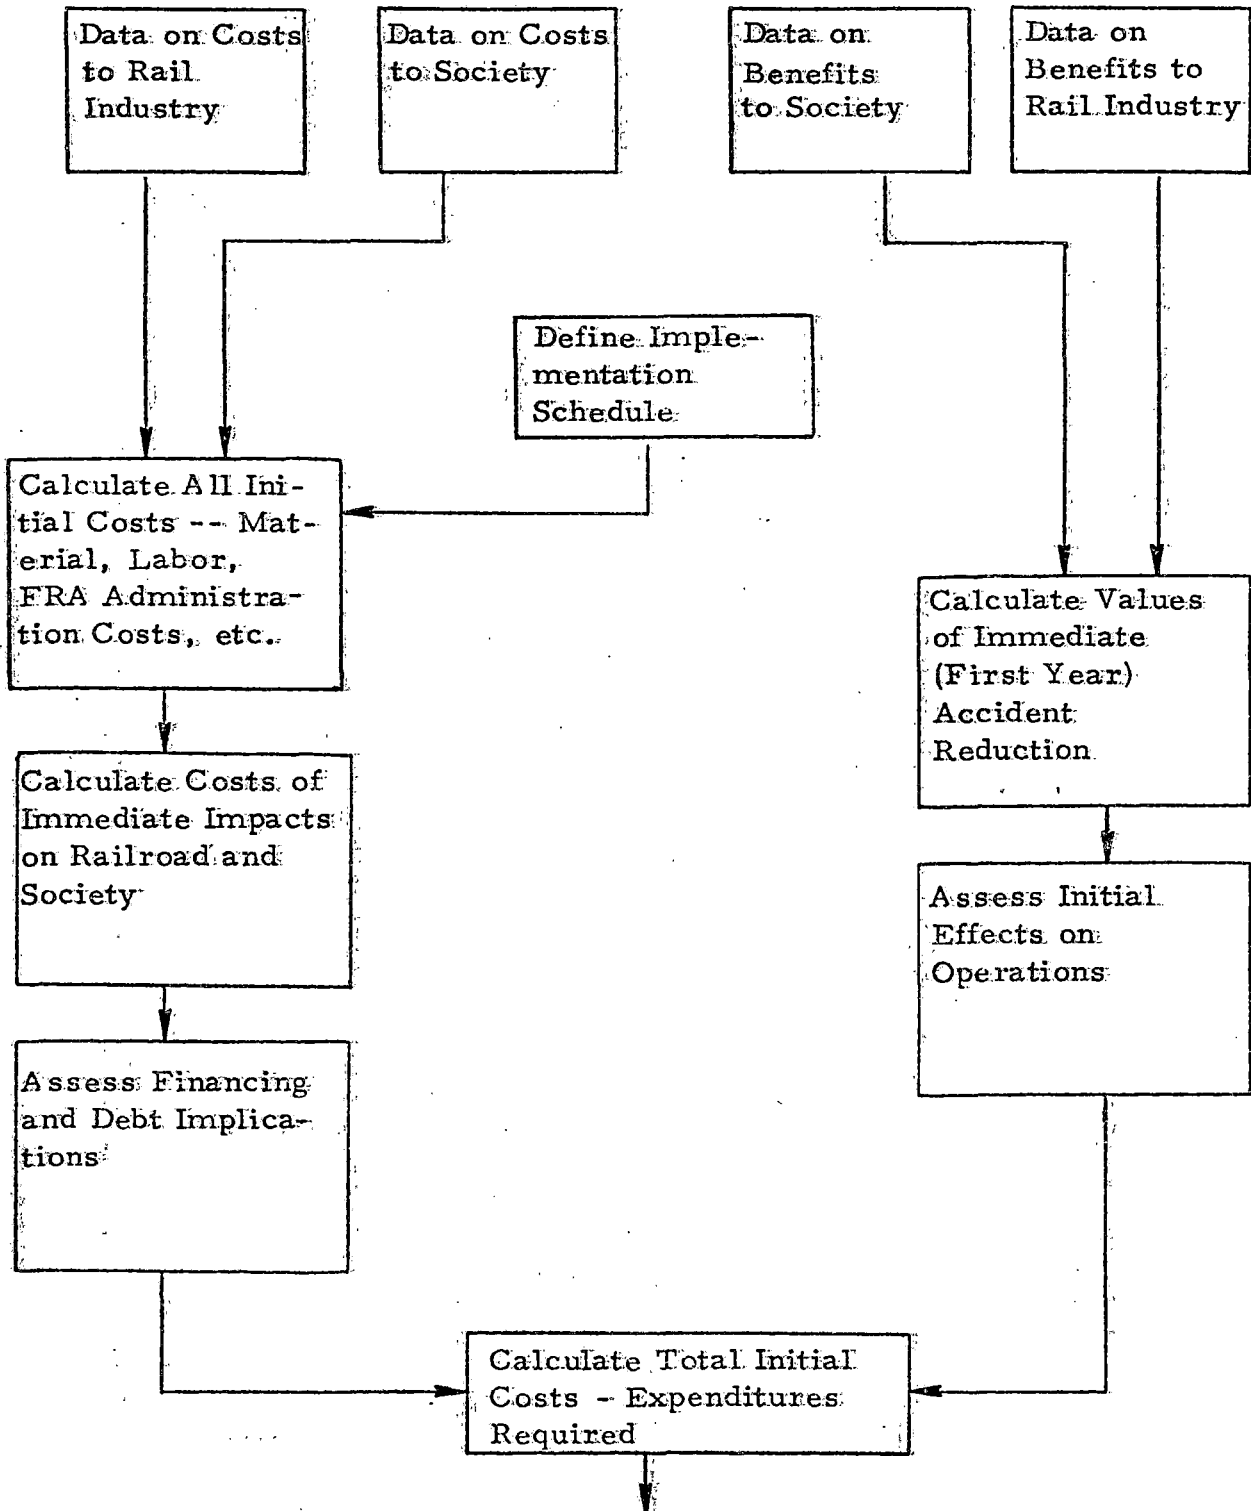 Data on Costs
to Rail
Industry
Data on Costs
to Society
Data on
Benefits
to Society
Data on
Benefits to
Rail Industry
Define Imple-
mentation
Schedule
Calculate All Ini-
tial Costs -- Mat-
erial, Labor,
FRA Administra-
tion Costs, etc.
Calculate Values
of Immediate
(First Year)
Accident
Reduction
Calculate Costs of
Immediate Impacts
on Railroad and
Society
Assess Initial
Effects on
Operations
Assess Financing
and Debt Implica-
tions
Calculate Total Initial
Costs - Expenditures
Required